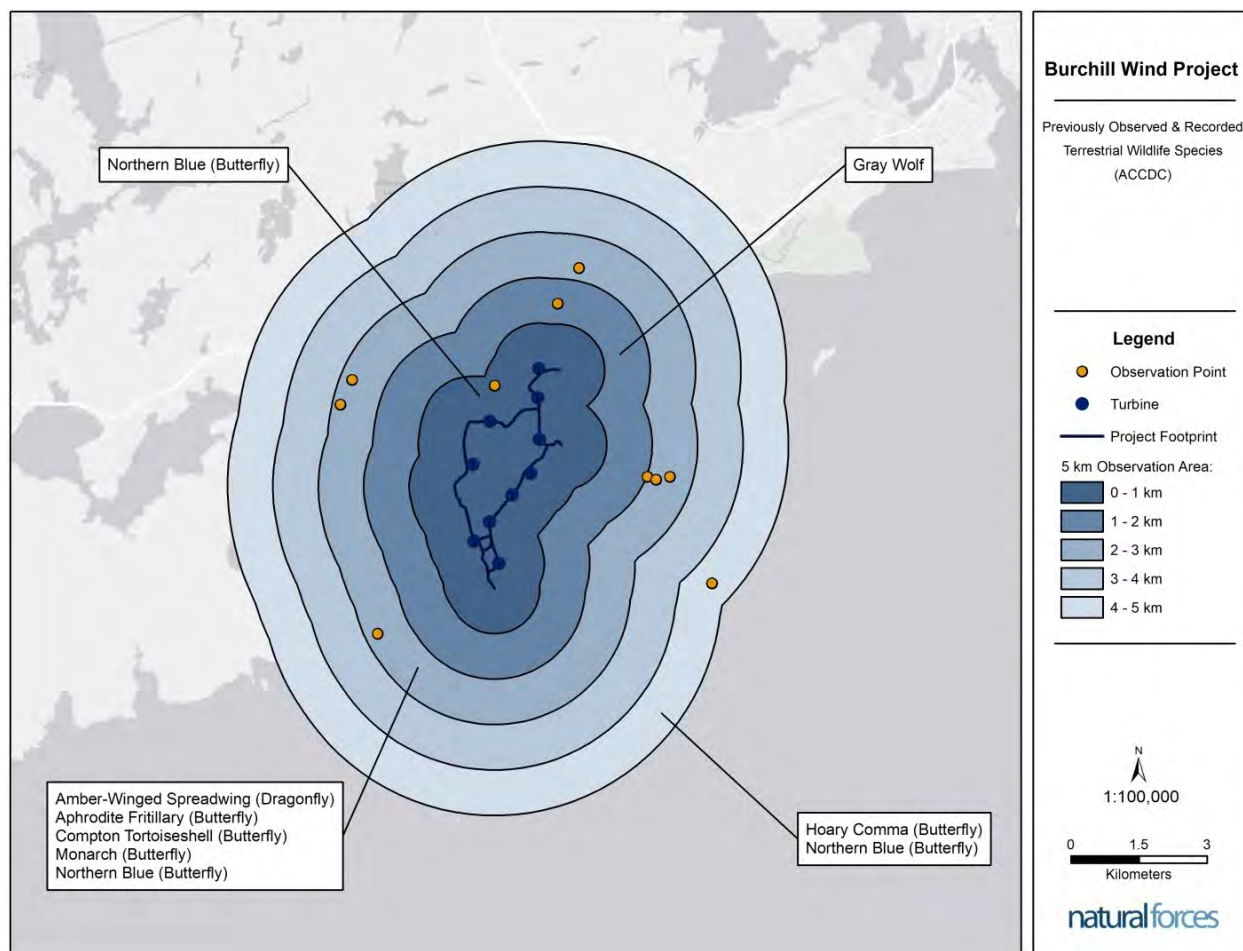 Northern Blue (Butterfly)
Gray Wolf
Amber-Winged Spreadwing (Dragonfly)
Aphrodite Fritillary (Butterfly)
Compton Tortoiseshell (Butterfly)
Monarch (Butterfly)
Northern Blue (Butterfly)
Hoary Comma (Butterfly)
Northern Blue (Butterfly)
Burchill Wind Project
Previously Observed & Recorded
Terrestrial Wildlife Species
(ACCDC)
Legend
Observation Point
Turbine
Project Footprint
5 km Observation Area:
0 - 1 km
1 - 2 km
2 - 3 km
3 - 4 km
4 - 5 km
N
1:100,000
0 1.5 3
Kilometers
naturalforces